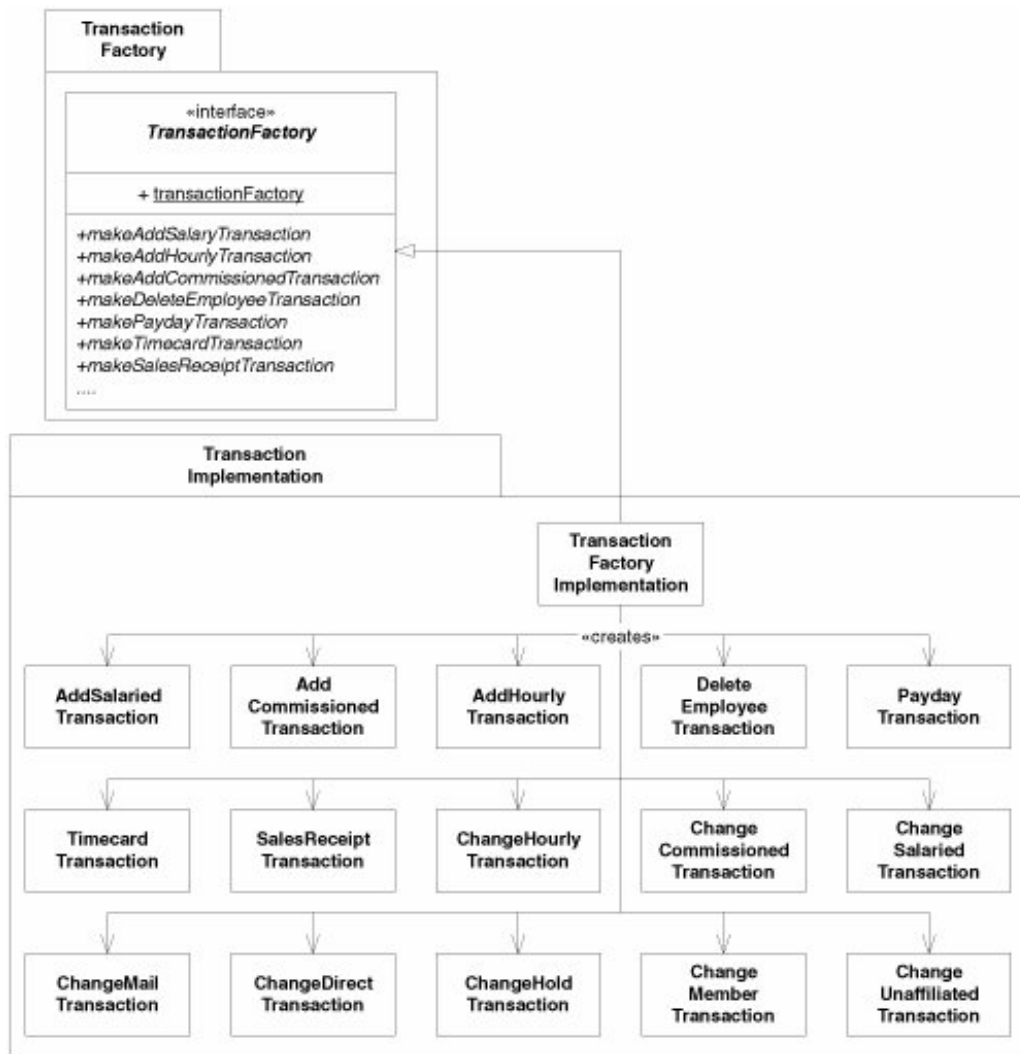 Transaction
Factory
«interface»
TransactionFactory
+ transactionFactory
+makeAddSalaryTransaction
+makeAddHourlyTransaction
+makeAddCommissionedTransaction
+makeDeleteEmployeeTransaction
+makePaydayTransaction
+makeTimecardTransaction
+makeSalesReceiptTransaction
....
Transaction
Implementation
Transaction
Factory
Implementation
«creates»
AddSalaried
Transaction
Add
Commissioned
Transaction
AddHourly
Transaction
Delete
Employee
Transaction
Payday
Transaction
Timecard
Transaction
SalesReceipt
Transaction
ChangeHourly
Transaction
Change
Commissioned
Transaction
Change
Salaried
Transaction
ChangeMail
Transaction
ChangeDirect
Transaction
ChangeHold
Transaction
Change
Member
Transaction
Change
Unaffiliated
Transaction